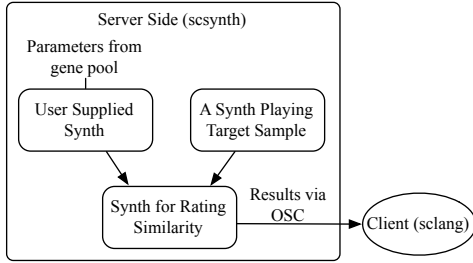 Server Side (scsynth)
Parameters from
gene pool
User Supplied
Synth
A Synth Playing
Target Sample
Synth for Rating
Similarity
Results via
OSC
Client (sclang)